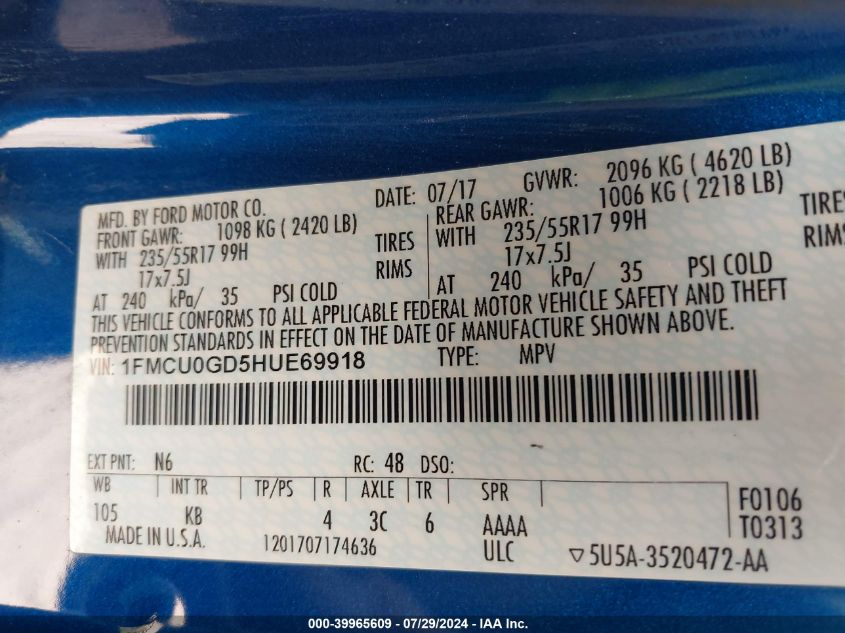 MFD. BY FORD MOTOR CO. DATE: 07/17 GVWR: 2096 KG ( 4620 LB)
FRONT GAWR: 1098 KG ( 2420 LB) REAR GAWR: 1006 KG ( 2218 LB)
WITH 235/55R17 99H TIRES WITH 235/55R17 99H TIRES
17x7.5J RIMS 17x7.5J RIMS
AT 240 kPa/ 35 PSI COLD AT 240 kPa/ 35 PSI COLD
THIS VEHICLE CONFORMS TO ALL APPLICABLE FEDERAL MOTOR VEHICLE SAFETY AND THEFT
PREVENTION STANDARDS IN EFFECT ON THE DATE OF MANUFACTURE SHOWN ABOVE.
VIN: 1FMCU0GD5HUE69918 TYPE: MPV
EXT PNT: N6 RC: 48 DSO:
WB INT TR TP/PS R AXLE TR SPR
105 KB 4 3C 6 AAAA F0106
MADE IN U.S.A. 1201707174636 ULC T0313
▽5U5A-3520472-AA
000-39965609 / 07/29/2024 - IAA Inc.